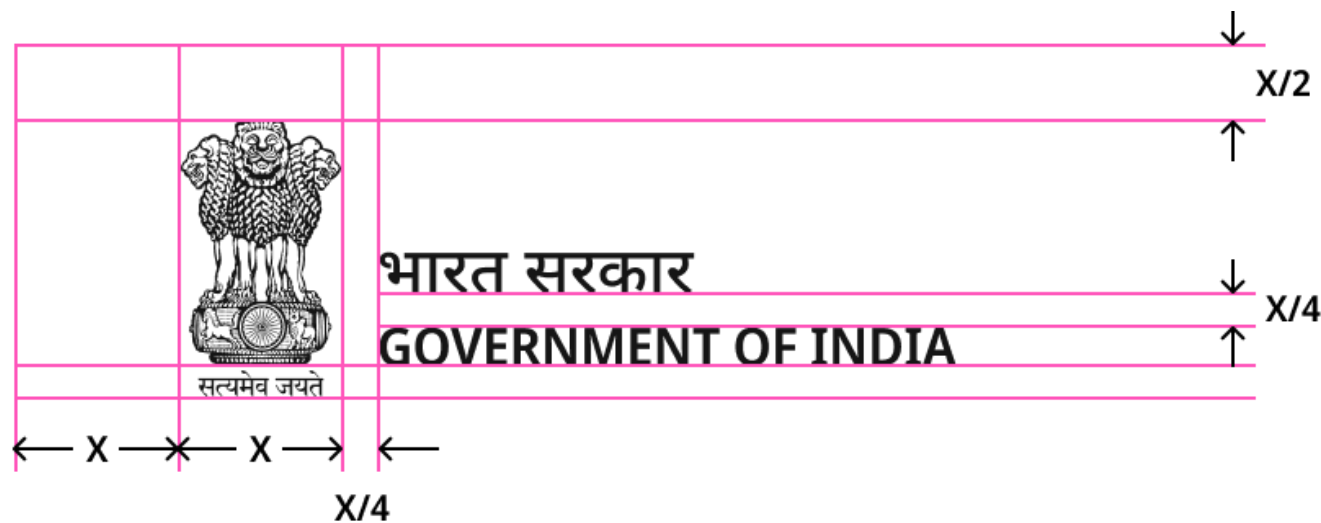 X/2
भारत सरकार
X/4
GOVERNMENT OF INDIA
सत्यमेव जयते
X X
X/4